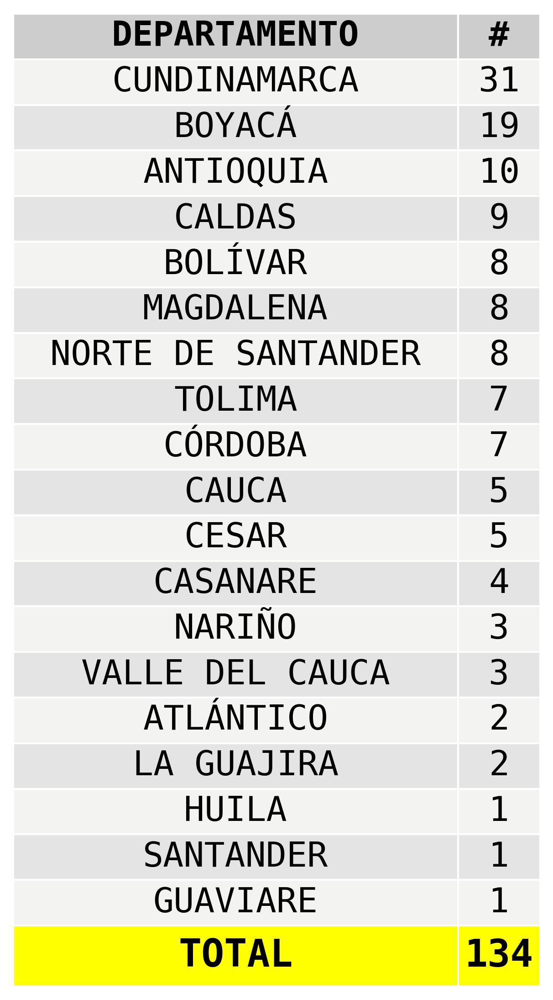 DEPARTAMENTO #
CUNDINAMARCA 31
BOYACÁ 19
ANTIOQUIA 10
CALDAS 9
BOLÍVAR 8
MAGDALENA 8
NORTE DE SANTANDER 8
TOLIMA 7
CÓRDOBA 7
CAUCA 5
CESAR 5
CASANARE 4
NARIÑO 3
VALLE DEL CAUCA 3
ATLÁNTICO 2
LA GUAJIRA 2
HUILA 1
SANTANDER 1
GUAVIARE 1
TOTAL 134